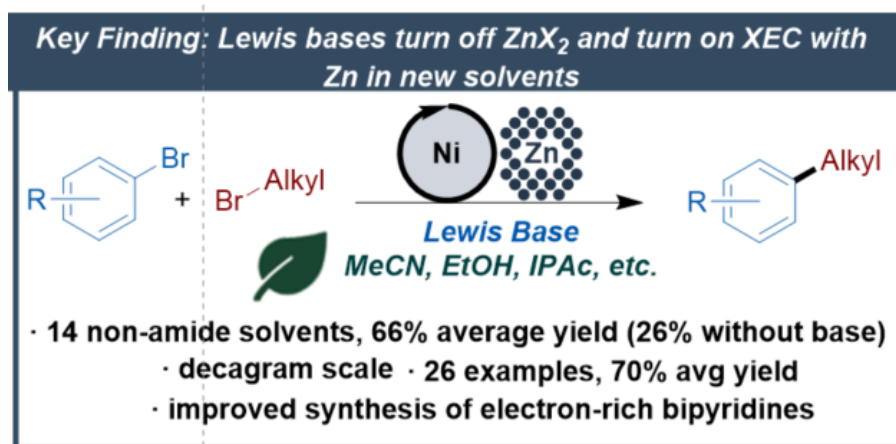 Key Finding: Lewis bases turn off ZnX₂ and turn on XEC with
Zn in new solvents
R
Br
+
Br
Alkyl
Ni
Zn
Lewis Base
MeCN, EtOH, IPAc, etc.
R
Alkyl
· 14 non-amide solvents, 66% average yield (26% without base)
· decagram scale · 26 examples, 70% avg yield
· improved synthesis of electron-rich bipyridines